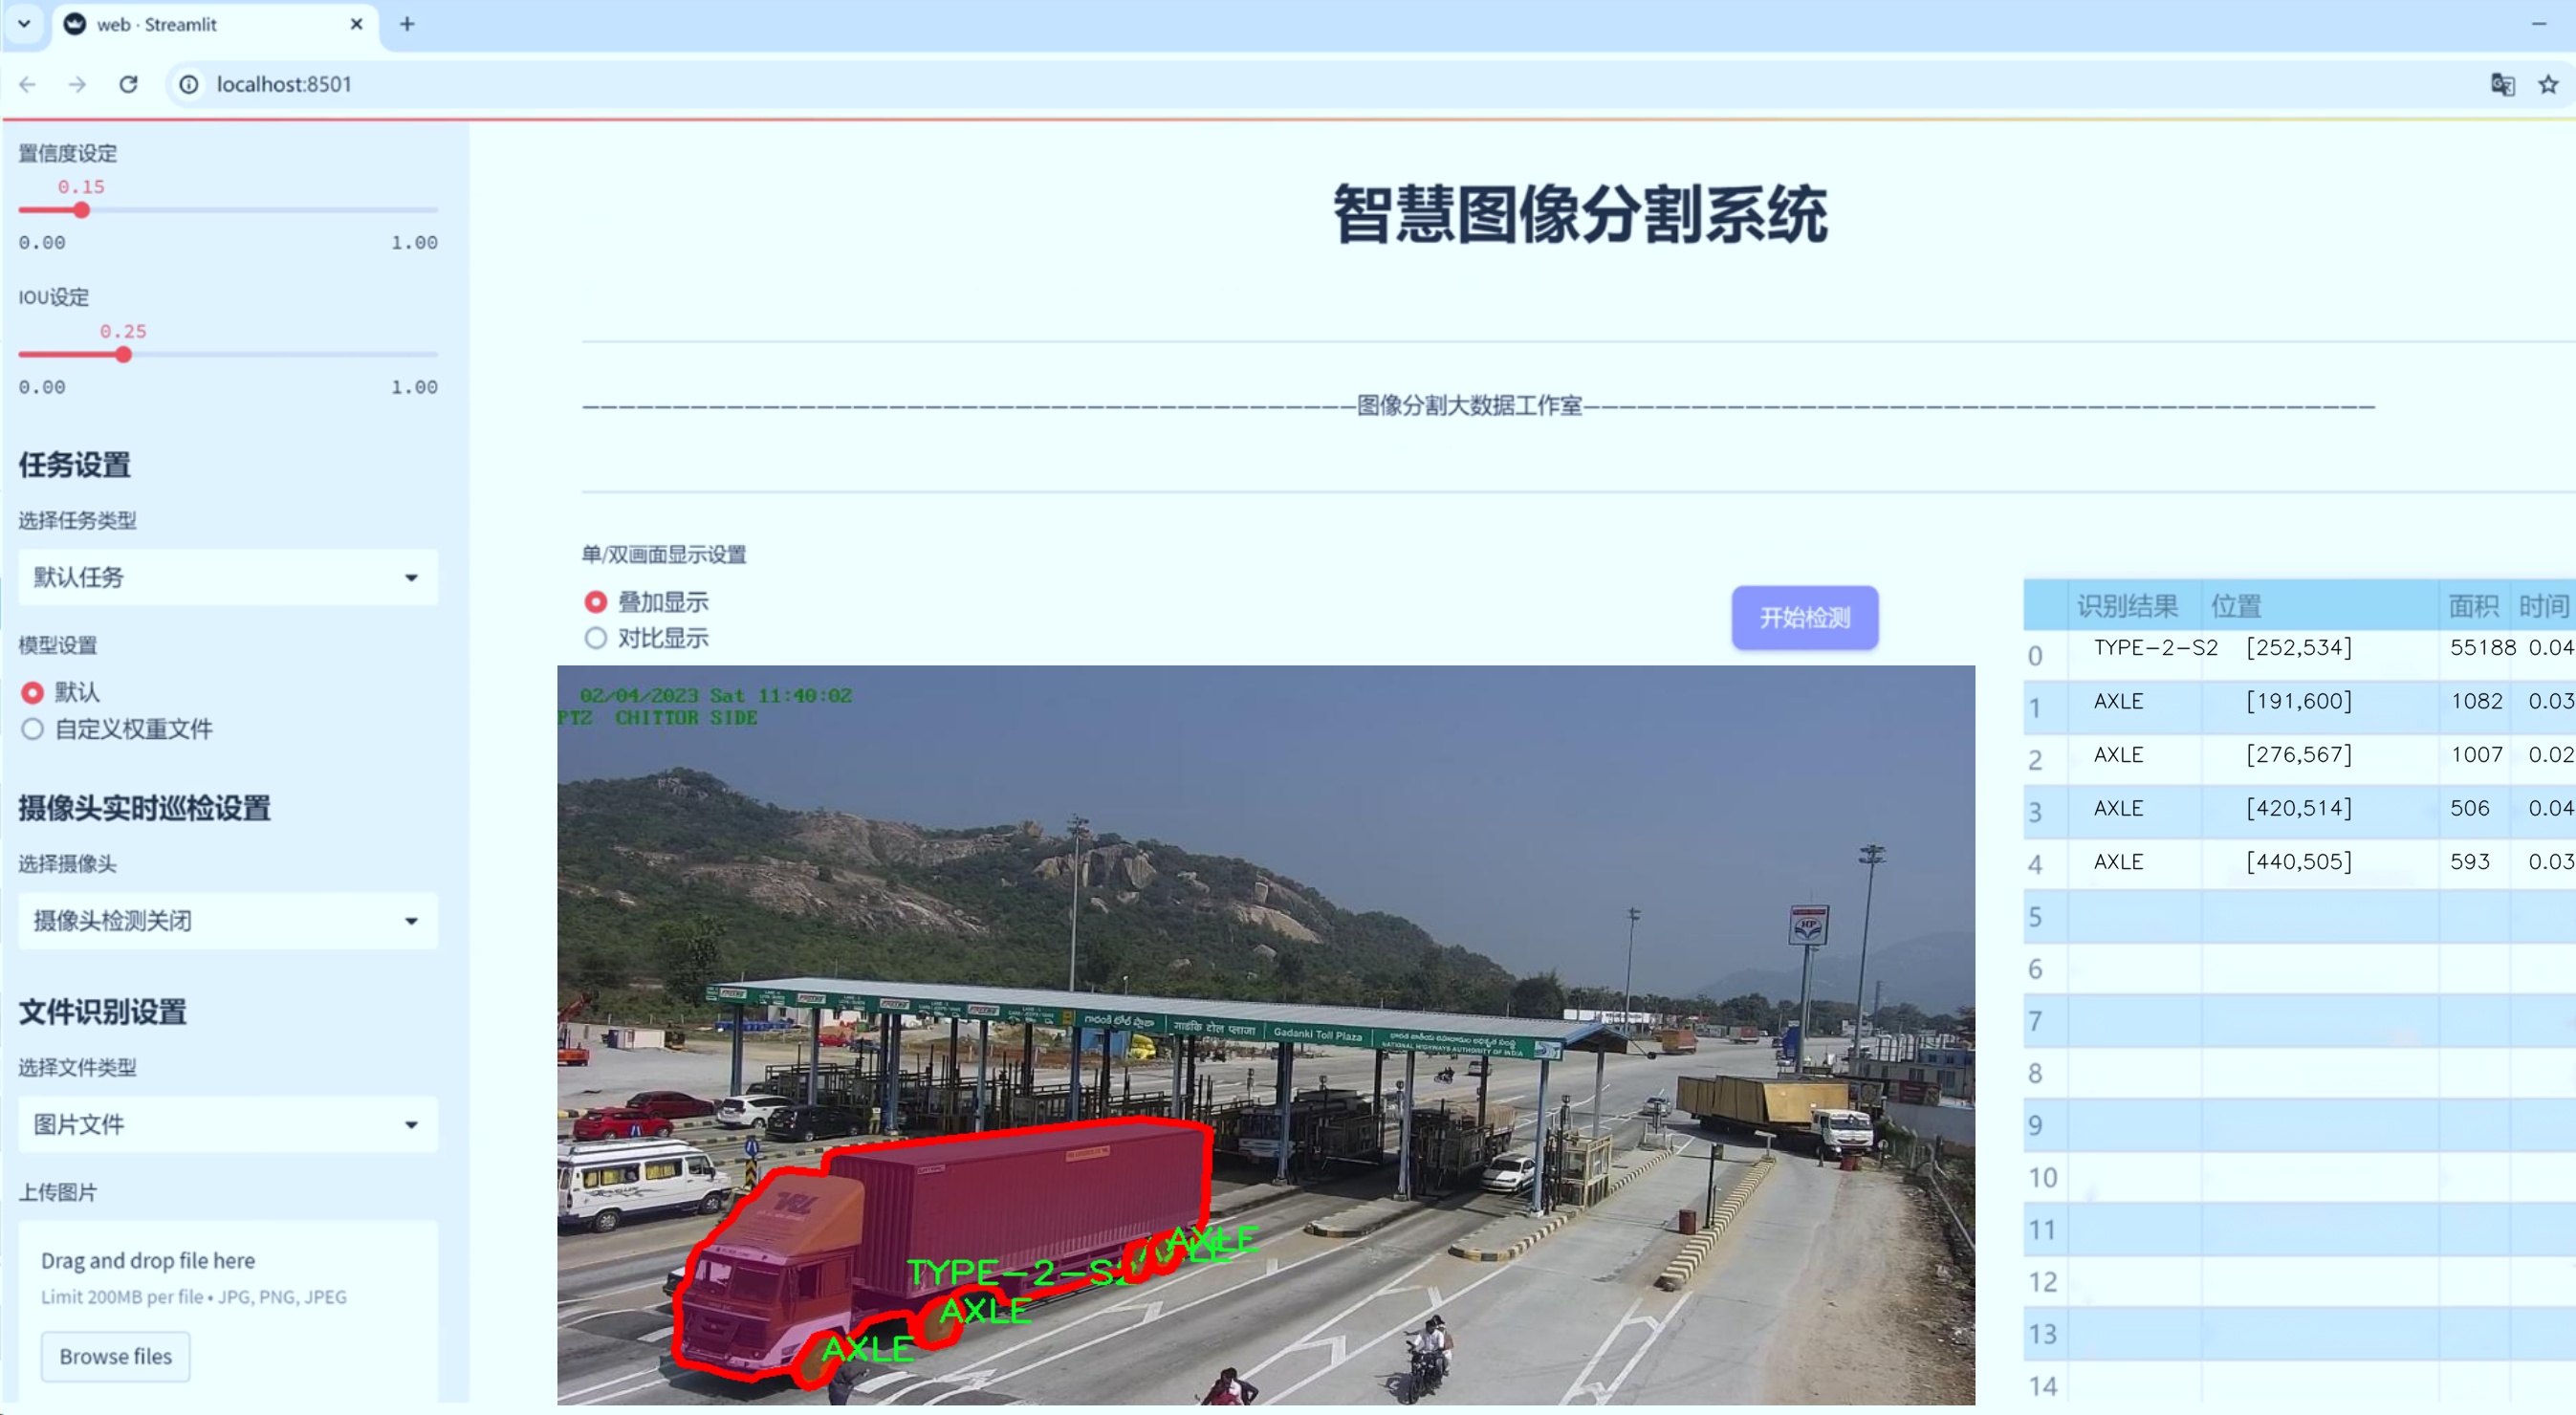 web · Streamlit
localhost:8501
置信度设定
0.15
0.00 1.00
IOU设定
0.25
0.00 1.00
任务设置
选择任务类型
默认任务
模型设置
默认
自定义权重文件
摄像头实时巡检设置
选择摄像头
摄像头检测关闭
文件识别设置
选择文件类型
图片文件
上传图片
Drag and drop file here
Limit 200MB per file • JPG, PNG, JPEG
Browse files
智慧图像分割系统
图像分割大数据工作室
单/双画面显示设置
叠加显示
对比显示
开始检测
02/04/2023 Sat 11:40:02
PTZ CHITTOR SIDE
गादंकि टोल प्लाजा
Gadanki Toll Plaza
NATIONAL HIGHWAYS AUTHORITY OF INDIA
HP
VRL
TYPE-2-S2
AXLE
AXLE
AXLE
AXLE
识别结果 位置 面积 时间
0 TYPE-2-S2 [252,534] 55188 0.04
1 AXLE [191,600] 1082 0.03
2 AXLE [276,567] 1007 0.02
3 AXLE [420,514] 506 0.04
4 AXLE [440,505] 593 0.03
5
6
7
8
9
10
11
12
13
14